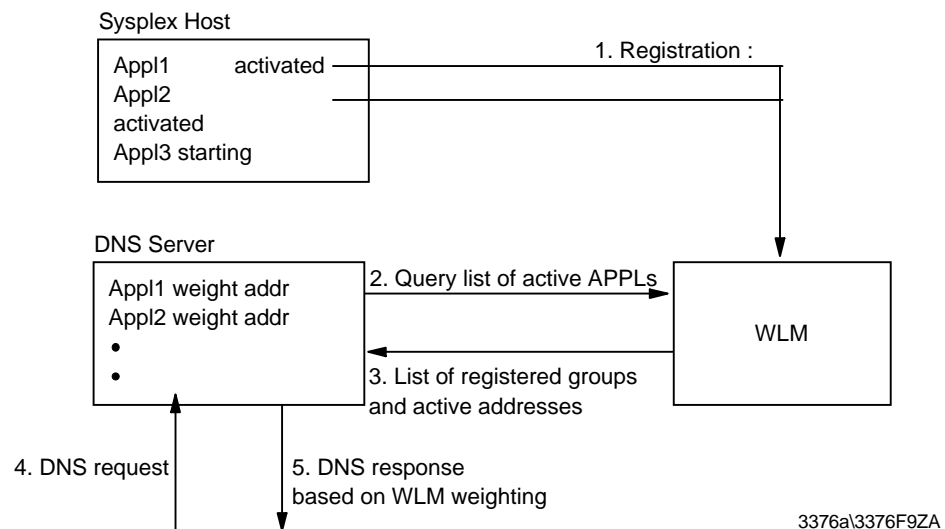 Sysplex Host
Appl1 activated
1. Registration :
Appl2
activated
Appl3 starting
DNS Server
Appl1 weight addr
Appl2 weight addr
•
•
2. Query list of active APPLs
WLM
3. List of registered groups
and active addresses
4. DNS request
5. DNS response
based on WLM weighting
3376a\3376F9ZA